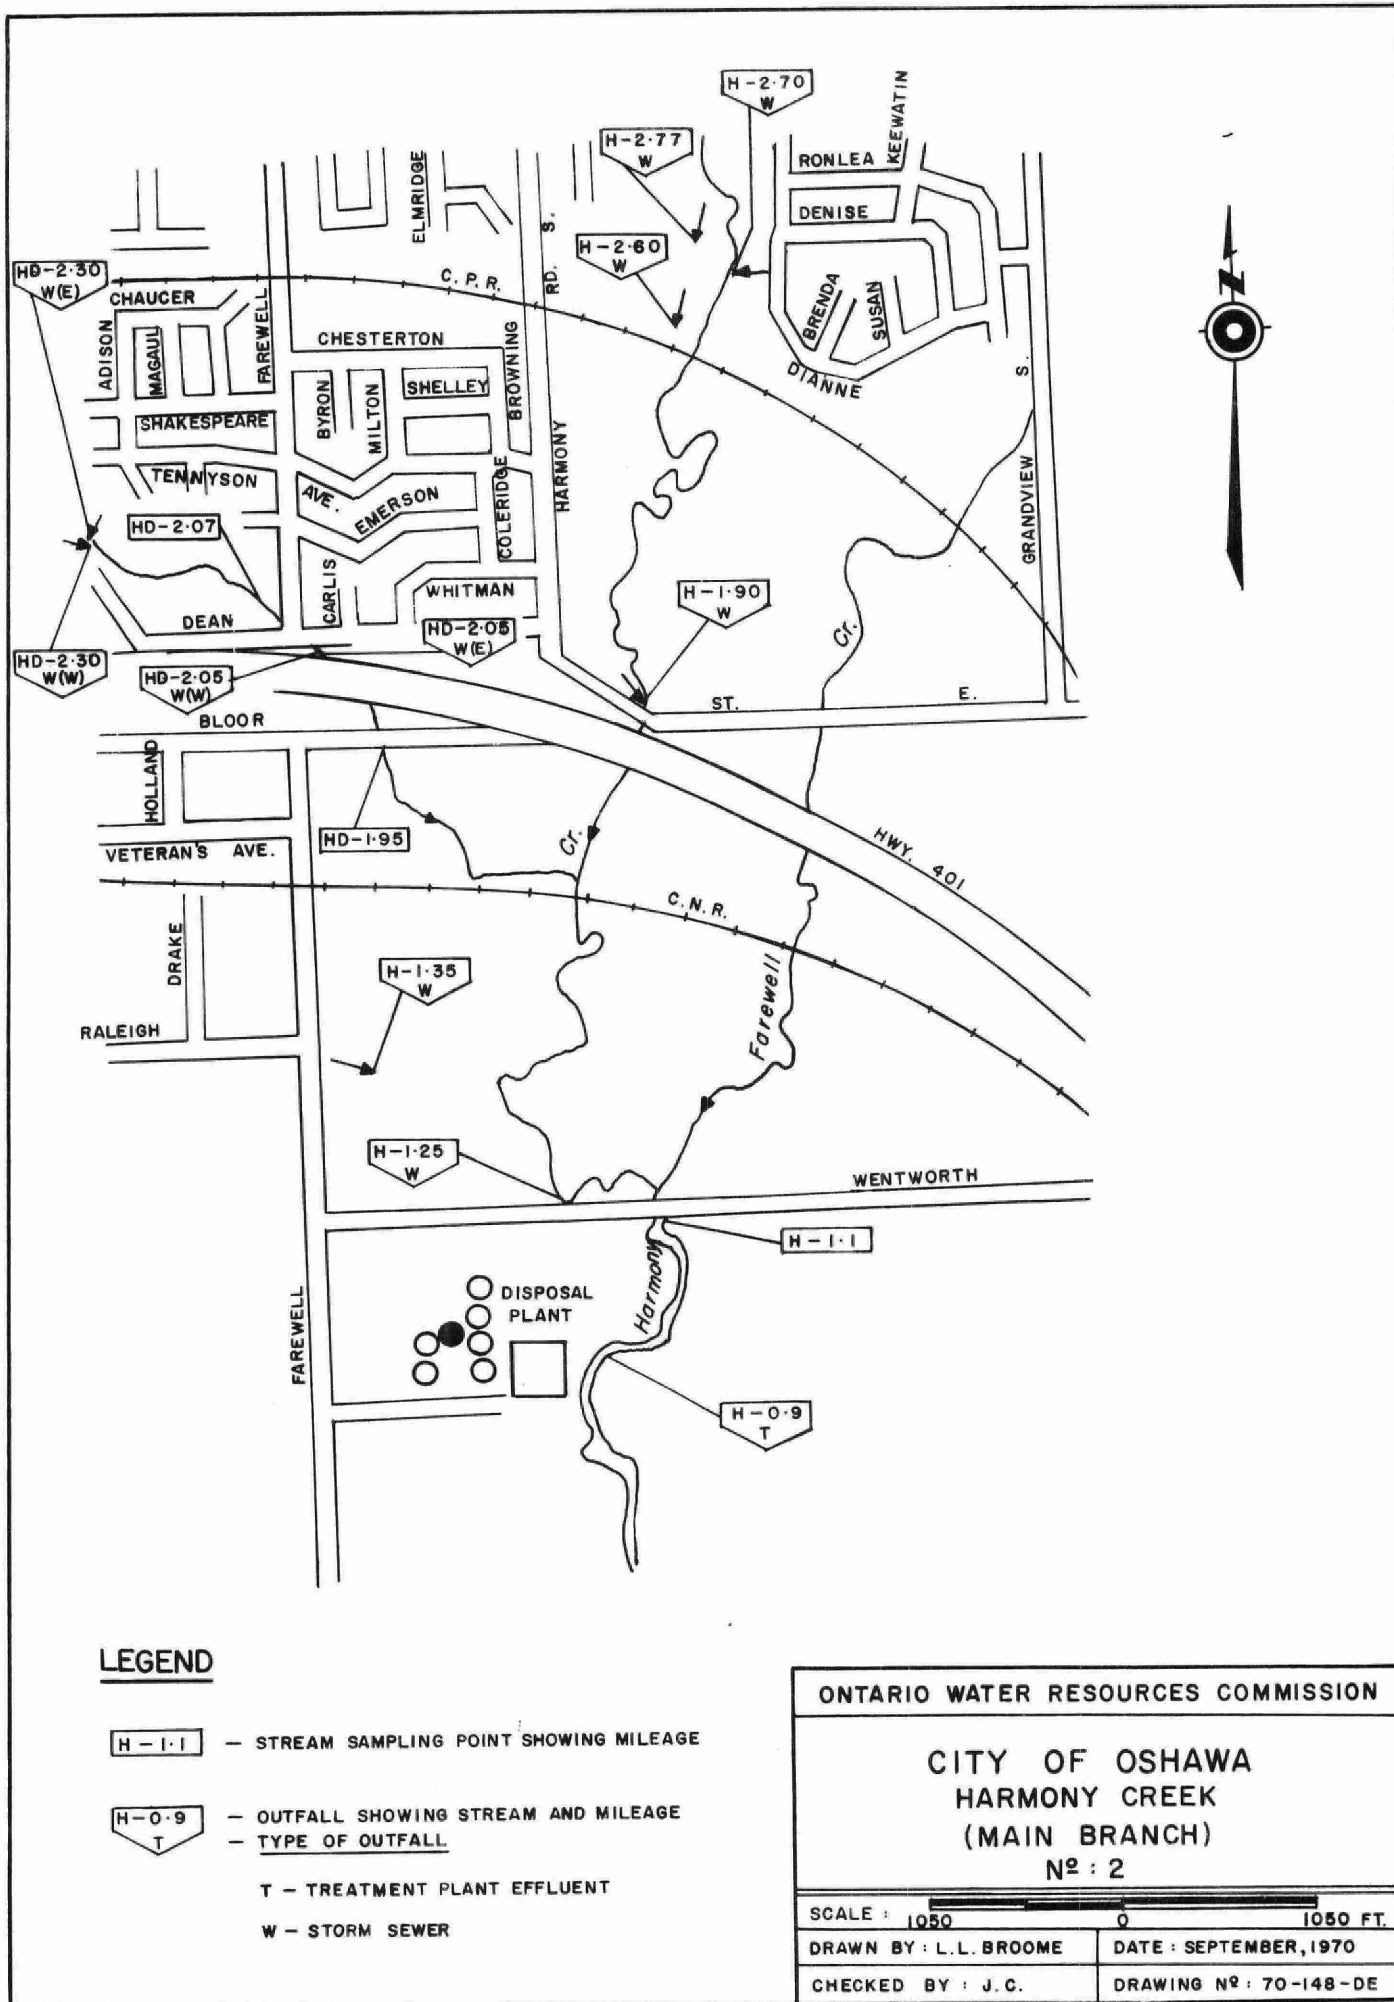 H-2·70
W
H-2·77
W
KEEWATIN
RONLEA
DENISE
ELMRIDGE
S.
RD.
H-2·60
W
HD-2·30
W(E)
C.P.R.
CHAUCER
BRENDA
SUSAN
ADISON
MAGAUL
FAREWELL
CHESTERTON
BROWNING
DIANNE
S.
BYRON
MILTON
SHELLEY
SHAKESPEARE
HARMONY
TENNYSON
AVE.
EMERSON
COLERIDGE
GRANDVIEW
HD-2·07
CARLIS
WHITMAN
H-1·90
W
Cr.
DEAN
HD-2·05
W(E)
HD-2·30
W(W)
HD-2·05
W(W)
BLOOR
ST.
E.
HOLLAND
HD-1·95
Cr.
HWY. 401
VETERAN'S AVE.
C.N.R.
DRAKE
H-1·35
W
Farewell
RALEIGH
H-1·25
W
WENTWORTH
H-1·1
Harmony
DISPOSAL
PLANT
FAREWELL
H-0·9
T
N
LEGEND
H-1·1 – STREAM SAMPLING POINT SHOWING MILEAGE
H-0·9 – OUTFALL SHOWING STREAM AND MILEAGE
T – TYPE OF OUTFALL
T – TREATMENT PLANT EFFLUENT
W – STORM SEWER
ONTARIO WATER RESOURCES COMMISSION
CITY OF OSHAWA
HARMONY CREEK
(MAIN BRANCH)
Nº : 2
SCALE : 1050 0 1050 FT.
DRAWN BY : L.L. BROOME
DATE : SEPTEMBER, 1970
CHECKED BY : J.C.
DRAWING Nº : 70-148-DE